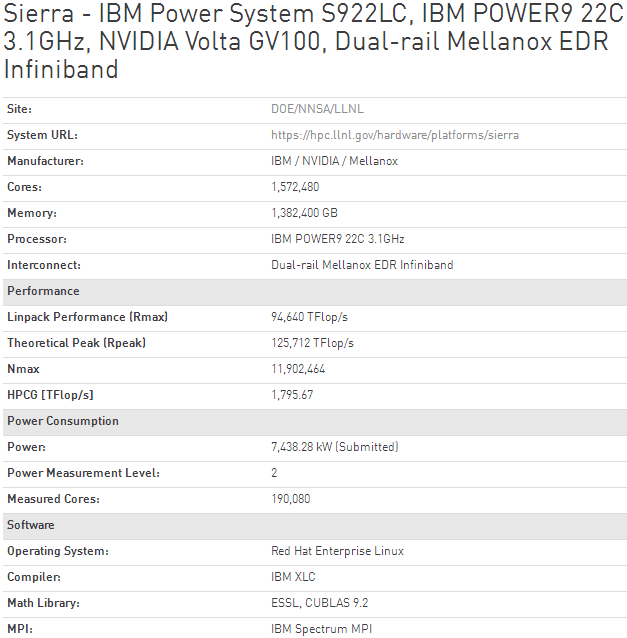 Sierra - IBM Power System S922LC, IBM POWER9 22C
3.1GHz, NVIDIA Volta GV100, Dual-rail Mellanox EDR
Infiniband
Site: DOE/NNSA/LLNL
System URL: https://hpc.llnl.gov/hardware/platforms/sierra
Manufacturer: IBM / NVIDIA / Mellanox
Cores: 1,572,480
Memory: 1,382,400 GB
Processor: IBM POWER9 22C 3.1GHz
Interconnect: Dual-rail Mellanox EDR Infiniband
Performance
Linpack Performance (Rmax) 94,640 TFlop/s
Theoretical Peak (Rpeak) 125,712 TFlop/s
Nmax 11,902,464
HPCG [TFlop/s] 1,795.67
Power Consumption
Power: 7,438.28 kW (Submitted)
Power Measurement Level: 2
Measured Cores: 190,080
Software
Operating System: Red Hat Enterprise Linux
Compiler: IBM XLC
Math Library: ESSL, CUBLAS 9.2
MPI: IBM Spectrum MPI